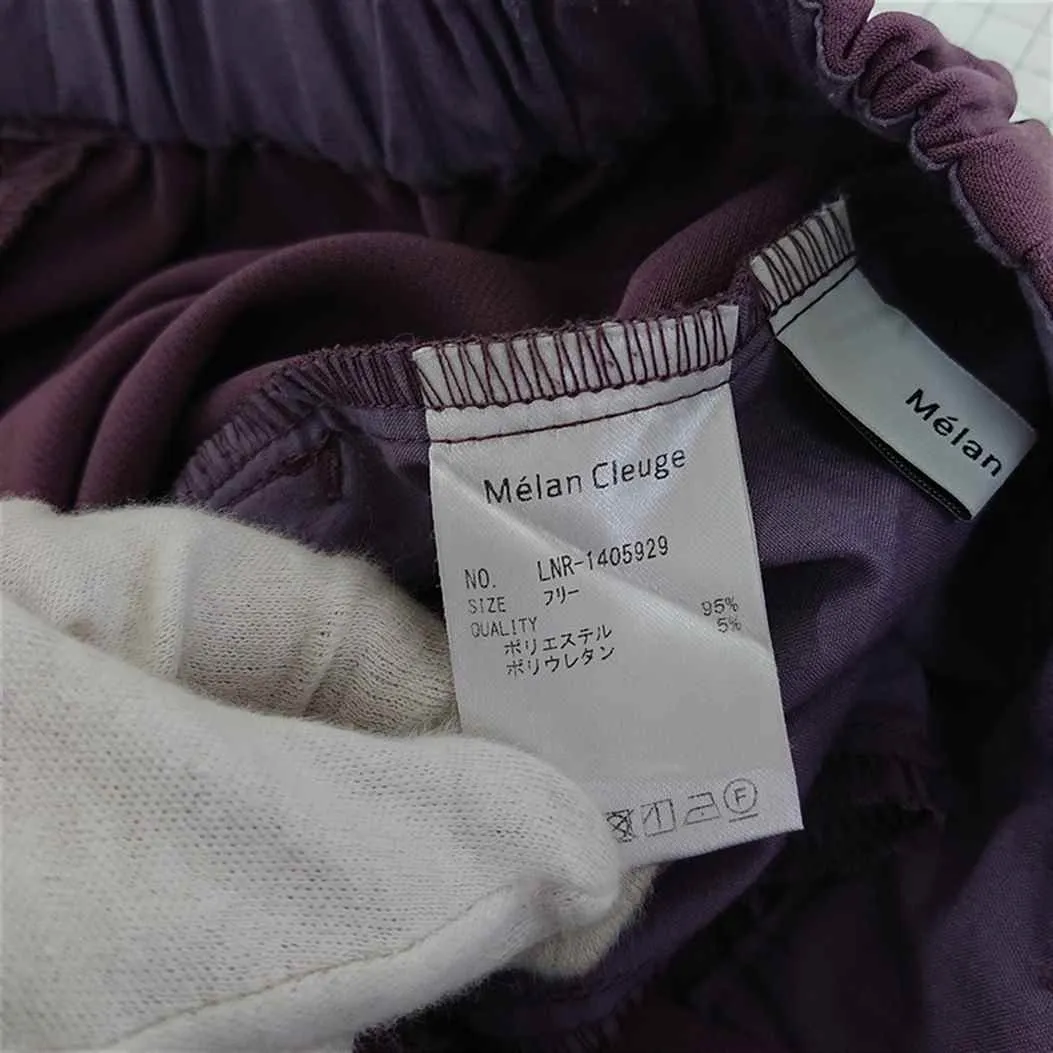 Mélan Cleuge
NO. LNR-1405929
SIZE フリー
QUALITY
ポリエステル 95%
ポリウレタン 5%
F
Mélan